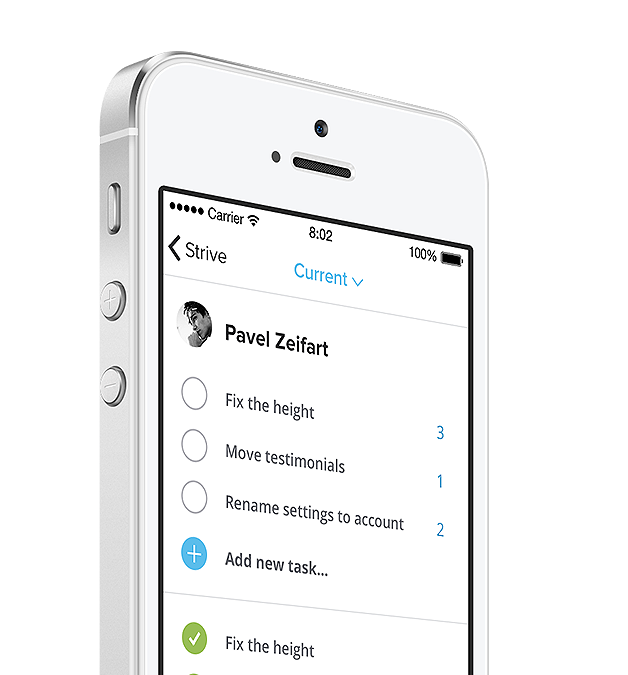 Carrier
8:02
100%
Strive
Current
Pavel Zeifart
Fix the height
3
Move testimonials
1
Rename settings to account
2
Add new task...
Fix the height